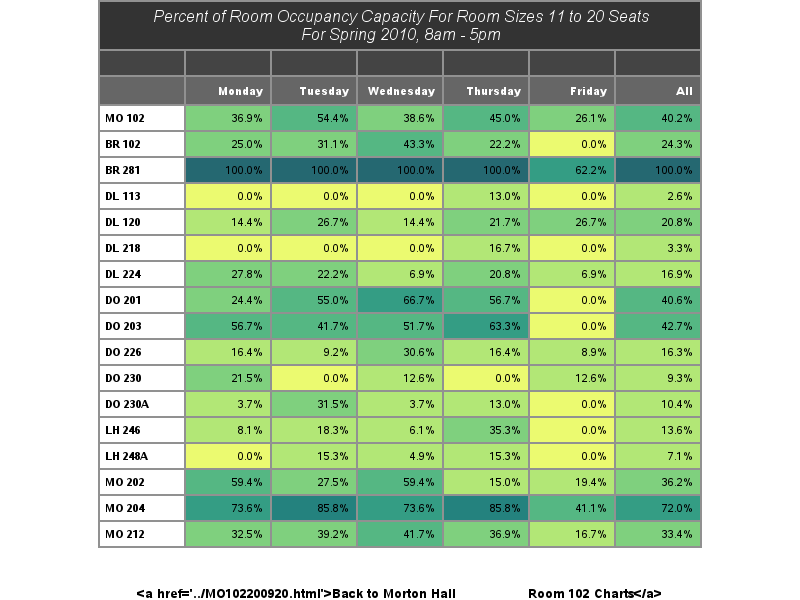 Percent of Room Occupancy Capacity For Room Sizes 11 to 20 Seats
For Spring 2010, 8am - 5pm
Monday Tuesday Wednesday Thursday Friday All
MO 102 36.9% 54.4% 38.6% 45.0% 26.1% 40.2%
BR 102 25.0% 31.1% 43.3% 22.2% 0.0% 24.3%
BR 281 100.0% 100.0% 100.0% 100.0% 62.2% 100.0%
DL 113 0.0% 0.0% 0.0% 13.0% 0.0% 2.6%
DL 120 14.4% 26.7% 14.4% 21.7% 26.7% 20.8%
DL 218 0.0% 0.0% 0.0% 16.7% 0.0% 3.3%
DL 224 27.8% 22.2% 6.9% 20.8% 6.9% 16.9%
DO 201 24.4% 55.0% 66.7% 56.7% 0.0% 40.6%
DO 203 56.7% 41.7% 51.7% 63.3% 0.0% 42.7%
DO 226 16.4% 9.2% 30.6% 16.4% 8.9% 16.3%
DO 230 21.5% 0.0% 12.6% 0.0% 12.6% 9.3%
DO 230A 3.7% 31.5% 3.7% 13.0% 0.0% 10.4%
LH 246 8.1% 18.3% 6.1% 35.3% 0.0% 13.6%
LH 248A 0.0% 15.3% 4.9% 15.3% 0.0% 7.1%
MO 202 59.4% 27.5% 59.4% 15.0% 19.4% 36.2%
MO 204 73.6% 85.8% 73.6% 85.8% 41.1% 72.0%
MO 212 32.5% 39.2% 41.7% 36.9% 16.7% 33.4%
<a href='../MO102200920.html'>Back to Morton Hall Room 102 Charts</a>